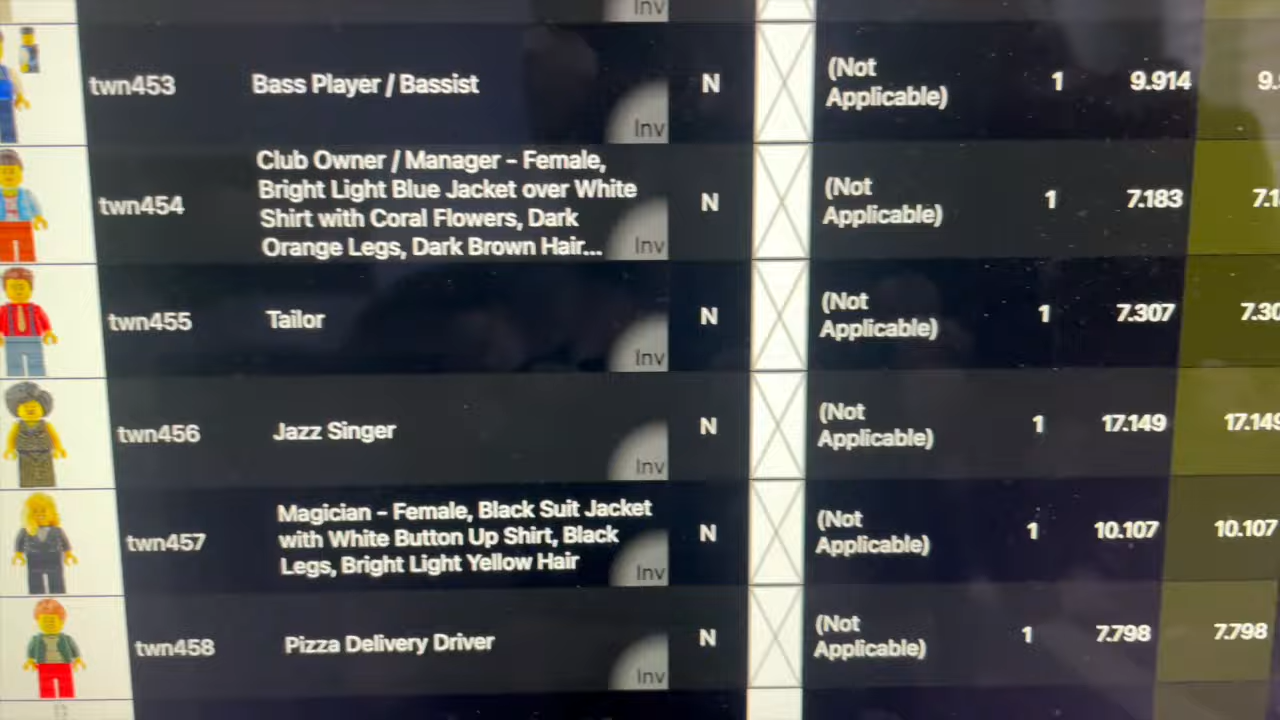 Inv
twn453 Bass Player / Bassist Inv N (Not Applicable) 1 9.914
twn454 Club Owner / Manager - Female,
Bright Light Blue Jacket over White
Shirt with Coral Flowers, Dark
Orange Legs, Dark Brown Hair... Inv N (Not Applicable) 1 7.183
twn455 Tailor Inv N (Not Applicable) 1 7.307
twn456 Jazz Singer Inv N (Not Applicable) 1 17.149 17.149
twn457 Magician - Female, Black Suit Jacket
with White Button Up Shirt, Black
Legs, Bright Light Yellow Hair Inv N (Not Applicable) 1 10.107 10.107
twn458 Pizza Delivery Driver Inv N (Not Applicable) 1 7.798 7.798